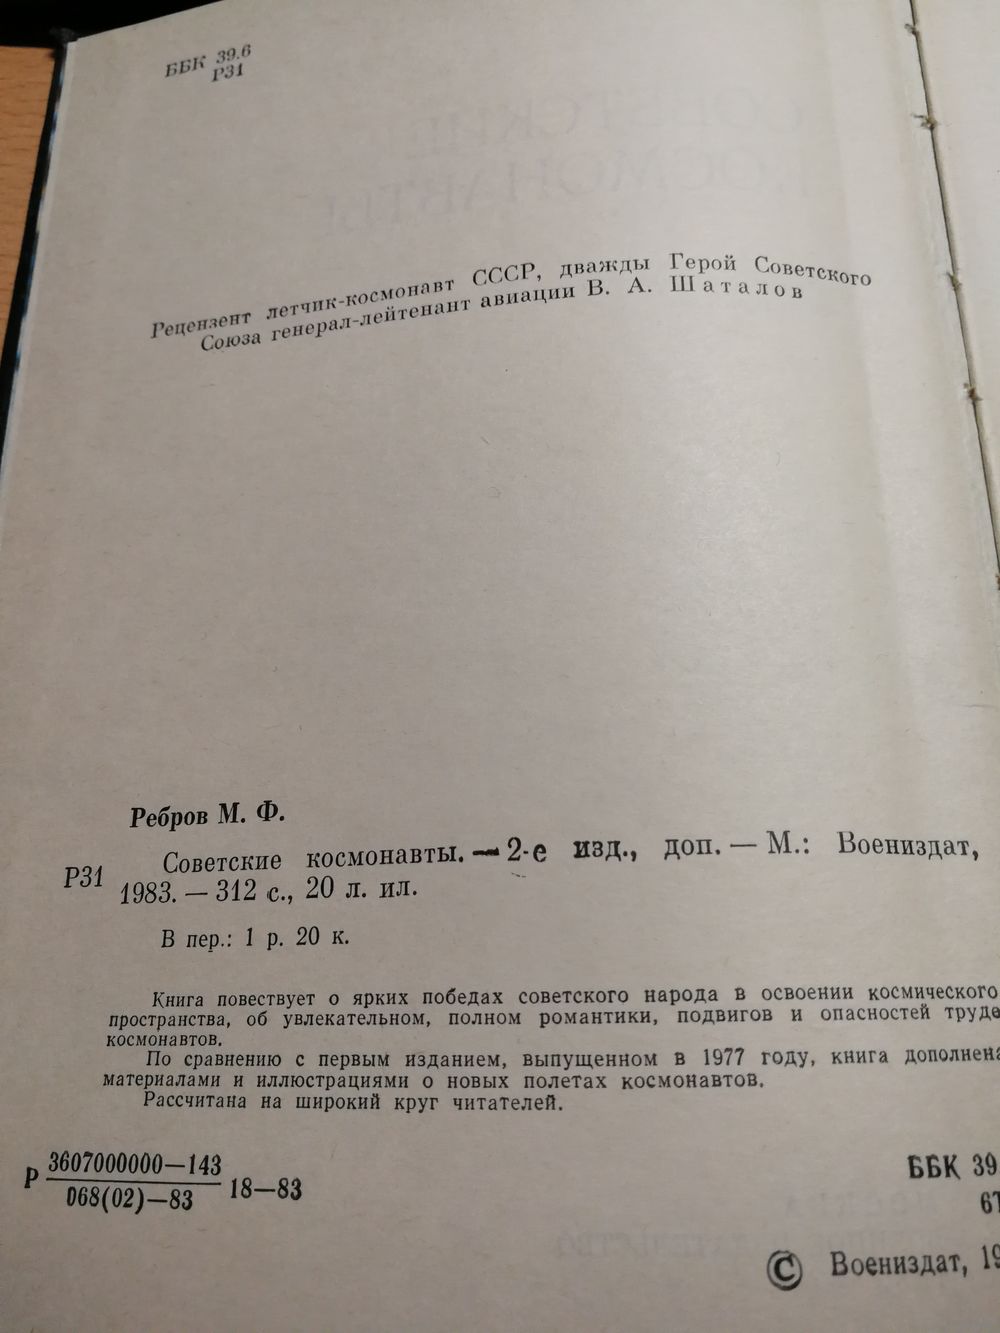 ББК 39.6
Р31
Рецензент летчик-космонавт СССР, дважды Герой Советского
Союза генерал-лейтенант авиации В. А. Шаталов
Ребров М. Ф.
Р31 Советские космонавты. — 2-е изд., доп. — М.: Воениздат,
1983. — 312 с., 20 л. ил.
В пер.: 1 р. 20 к.
Книга повествует о ярких победах советского народа в освоении космического
пространства, об увлекательном, полном романтики, подвигов и опасностей труде
космонавтов.
По сравнению с первым изданием, выпущенном в 1977 году, книга дополнена
материалами и иллюстрациями о новых полетах космонавтов.
Рассчитана на широкий круг читателей.
Р 3607000000—143
068(02)—83 18—83
ББК 39
6Т
© Воениздат, 19